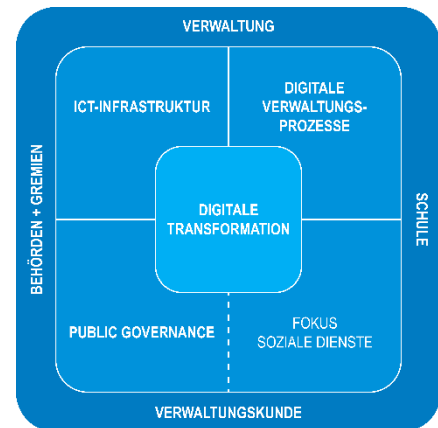 VERWALTUNG
ICT-INFRASTRUKTUR
DIGITALE
VERWALTUNGS-
PROZESSE
BEHÖRDEN + GREMIEN
DIGITALE
TRANSFORMATION
SCHULE
PUBLIC GOVERNANCE
FOKUS
SOZIALE DIENSTE
VERWALTUNGSKUNDE